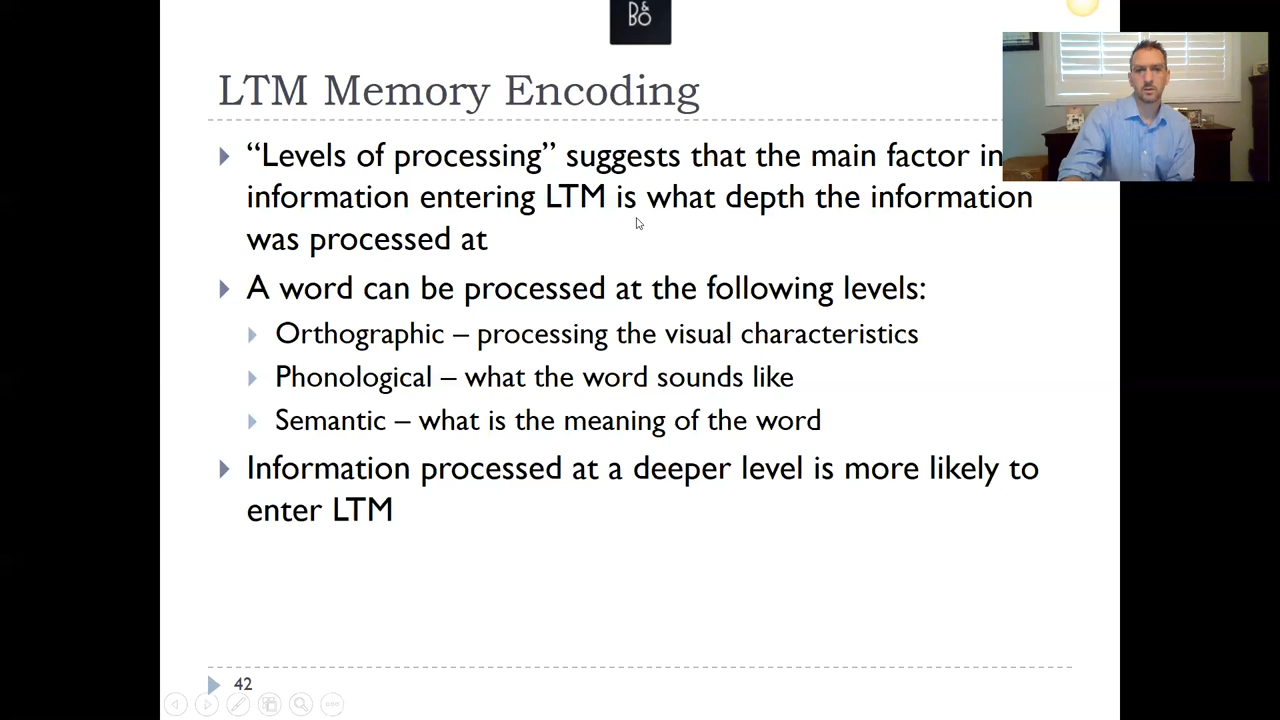 B&
BO
LTM Memory Encoding
“Levels of processing” suggests that the main factor in
information entering LTM is what depth the information
was processed at
A word can be processed at the following levels:
Orthographic – processing the visual characteristics
Phonological – what the word sounds like
Semantic – what is the meaning of the word
Information processed at a deeper level is more likely to
enter LTM
42